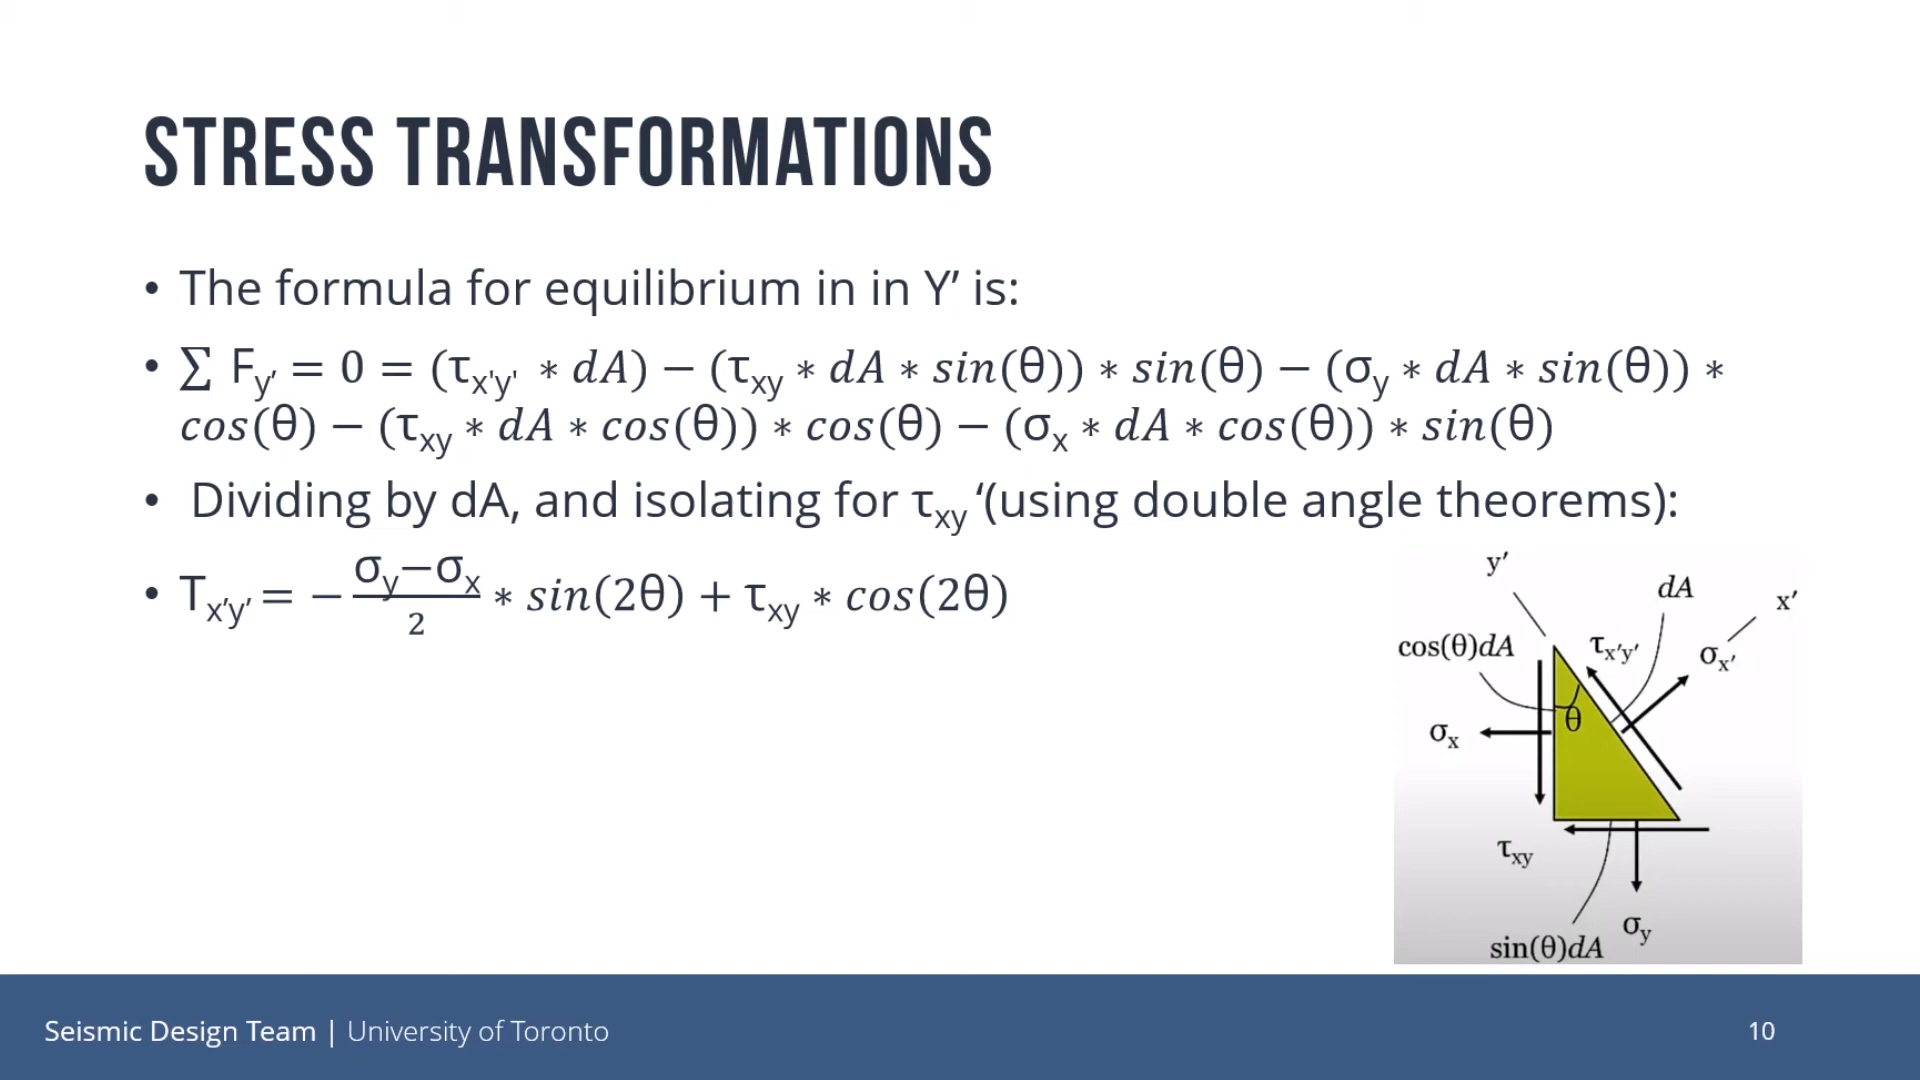 STRESS TRANSFORMATIONS
• The formula for equilibrium in in Y’ is:
• ∑ Fy′ = 0 = (τx'y' ∗ dA) − (τxy ∗ dA ∗ sin(θ)) ∗ sin(θ) − (σy ∗ dA ∗ sin(θ)) ∗
cos(θ) − (τxy ∗ dA ∗ cos(θ)) ∗ cos(θ) − (σx ∗ dA ∗ cos(θ)) ∗ sin(θ)
• Dividing by dA, and isolating for τxy ‘(using double angle theorems):
• Tx′y′ = − (σy−σx)/2 ∗ sin(2θ) + τxy ∗ cos(2θ)
y′
dA
x′
cos(θ)dA
τx′y′
σx′
θ
σx
τxy
σy
sin(θ)dA
Seismic Design Team | University of Toronto
10